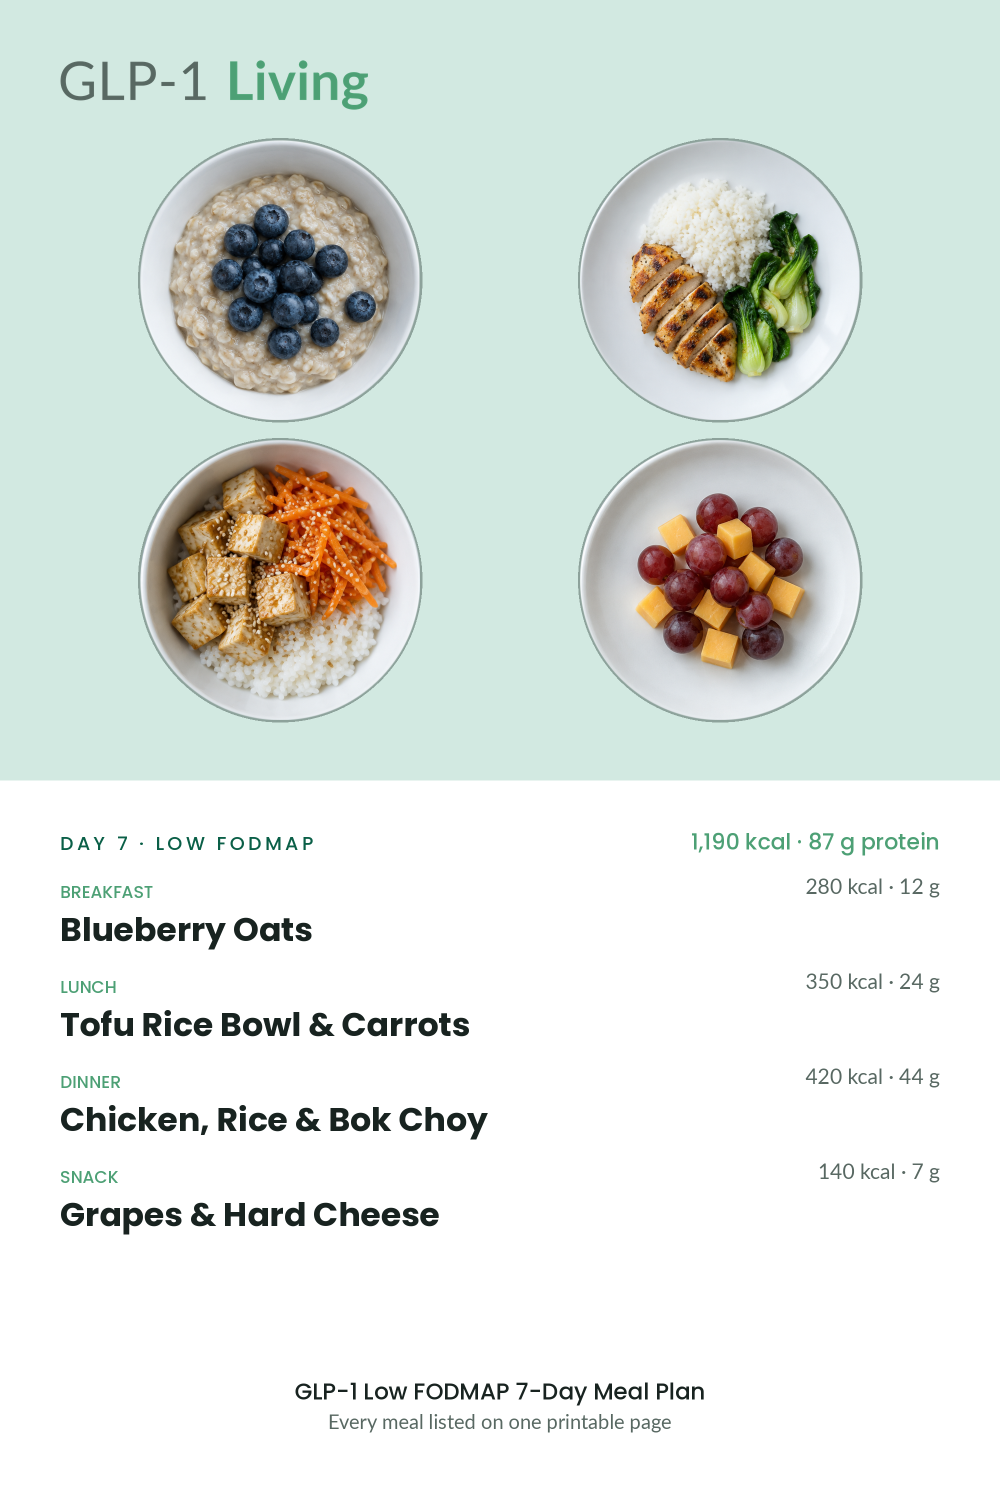 GLP-1 Living
DAY 7 · LOW FODMAP
1,190 kcal · 87 g protein
BREAKFAST
280 kcal · 12 g
Blueberry Oats
LUNCH
350 kcal · 24 g
Tofu Rice Bowl & Carrots
DINNER
420 kcal · 44 g
Chicken, Rice & Bok Choy
SNACK
140 kcal · 7 g
Grapes & Hard Cheese
GLP-1 Low FODMAP 7-Day Meal Plan
Every meal listed on one printable page